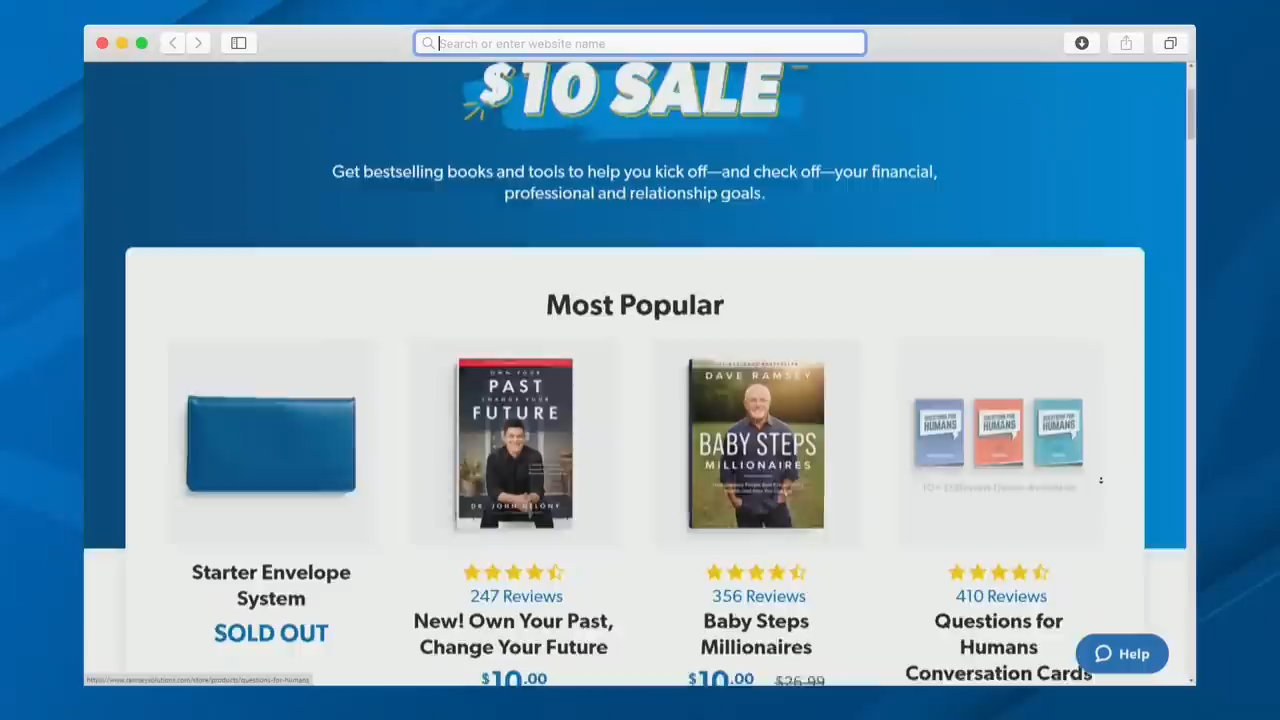 Search or enter website name
$10 SALE
Get bestselling books and tools to help you kick off—and check off—your financial,
professional and relationship goals.
Most Popular
OWN YOUR
PAST
CHANGE YOUR
FUTURE
DR. JOHN DELONY
DAVE RAMSEY
BABY STEPS
MILLIONAIRES
QUESTIONS FOR
HUMANS
QUESTIONS FOR
HUMANS
QUESTIONS FOR
HUMANS
Starter Envelope
System
SOLD OUT
247 Reviews
New! Own Your Past,
Change Your Future
$10.00
356 Reviews
Baby Steps
Millionaires
$10.00 $26.99
410 Reviews
Questions for
Humans
Conversation Cards
Help
https://www.ramseysolutions.com/store/products/questions-for-humans